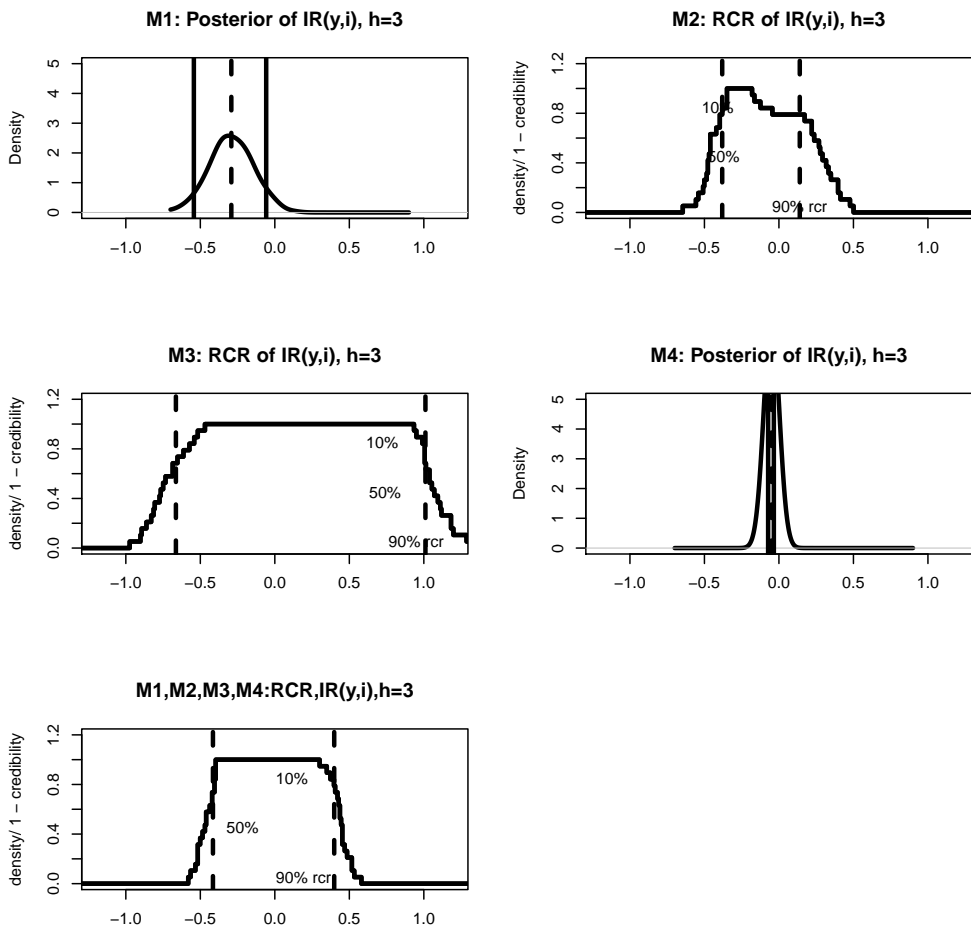 M1: Posterior of IR(y,i), h=3
Density
5
4
3
2
1
0
−1.0 −0.5 0.0 0.5 1.0
M2: RCR of IR(y,i), h=3
density/ 1 − credibility
1.2
0.8
0.4
0.0
10%
50%
90% rcr
−1.0 −0.5 0.0 0.5 1.0
M3: RCR of IR(y,i), h=3
density/ 1 − credibility
1.2
0.8
0.4
0.0
10%
50%
90% rcr
−1.0 −0.5 0.0 0.5 1.0
M4: Posterior of IR(y,i), h=3
Density
5
4
3
2
1
0
−1.0 −0.5 0.0 0.5 1.0
M1,M2,M3,M4:RCR,IR(y,i),h=3
density/ 1 − credibility
1.2
0.8
0.4
0.0
10%
50%
90% rcr
−1.0 −0.5 0.0 0.5 1.0